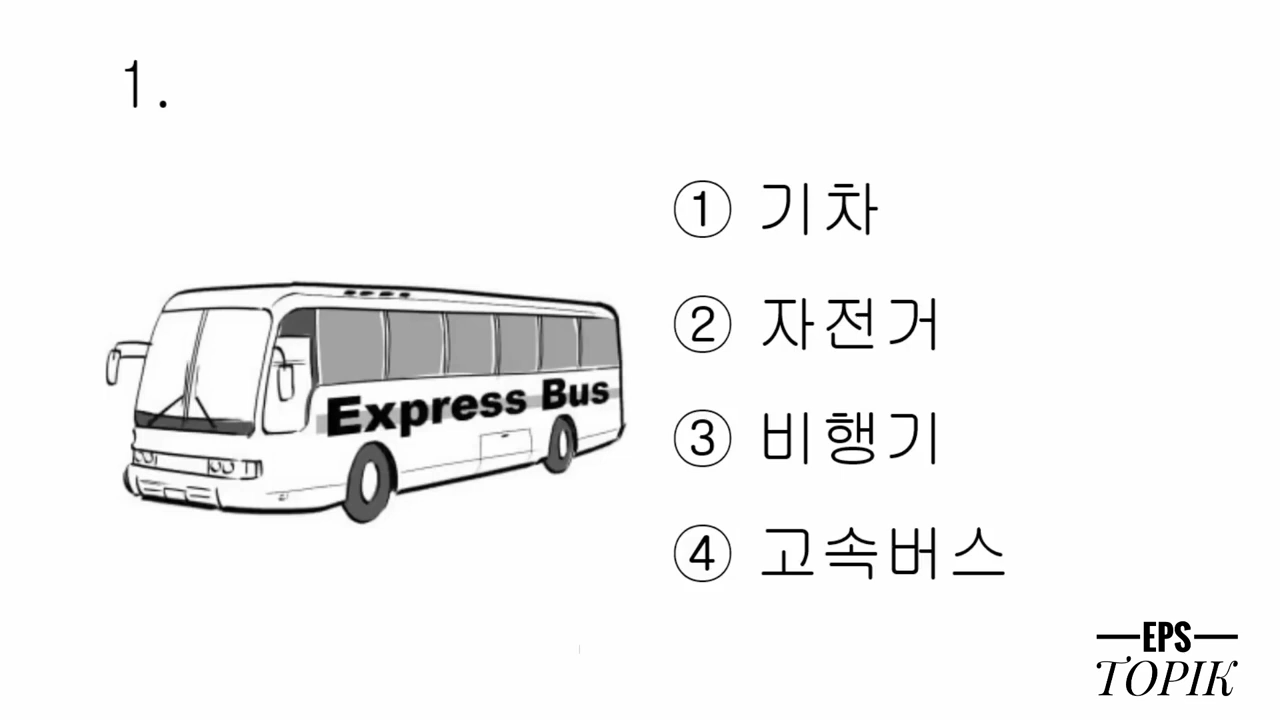 1.
Express Bus
① 기차
② 자전거
③ 비행기
④ 고속버스
EPS
TOPIK